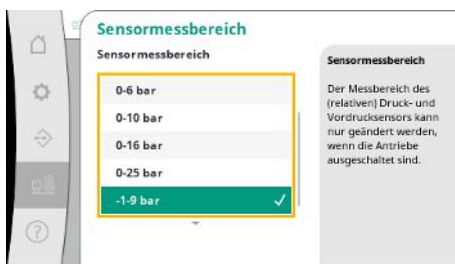 Sensormessbereich
Sensormessbereich
0-6 bar
0-10 bar
0-16 bar
0-25 bar
-1-9 bar
Sensormessbereich
Der Messbereich des
(relativen) Druck- und
Vordrucksensors kann
nur geändert werden,
wenn die Antriebe
ausgeschaltet sind.
?